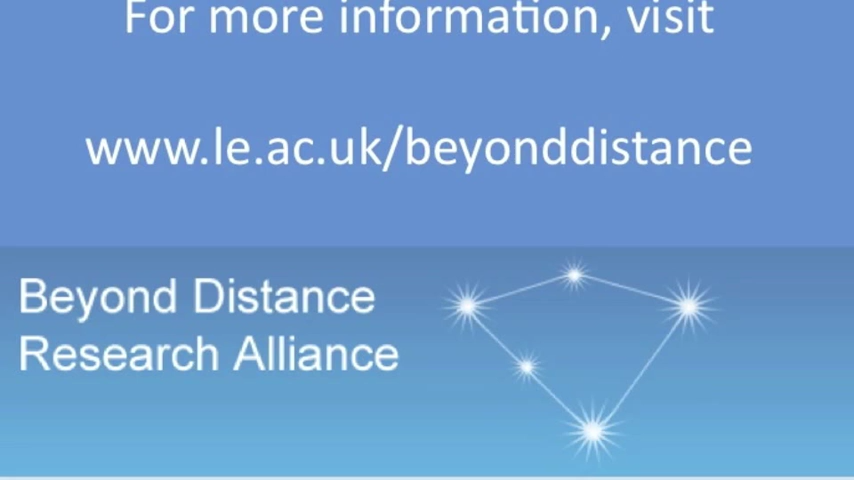 For more information, visit
www.le.ac.uk/beyonddistance
Beyond Distance
Research Alliance